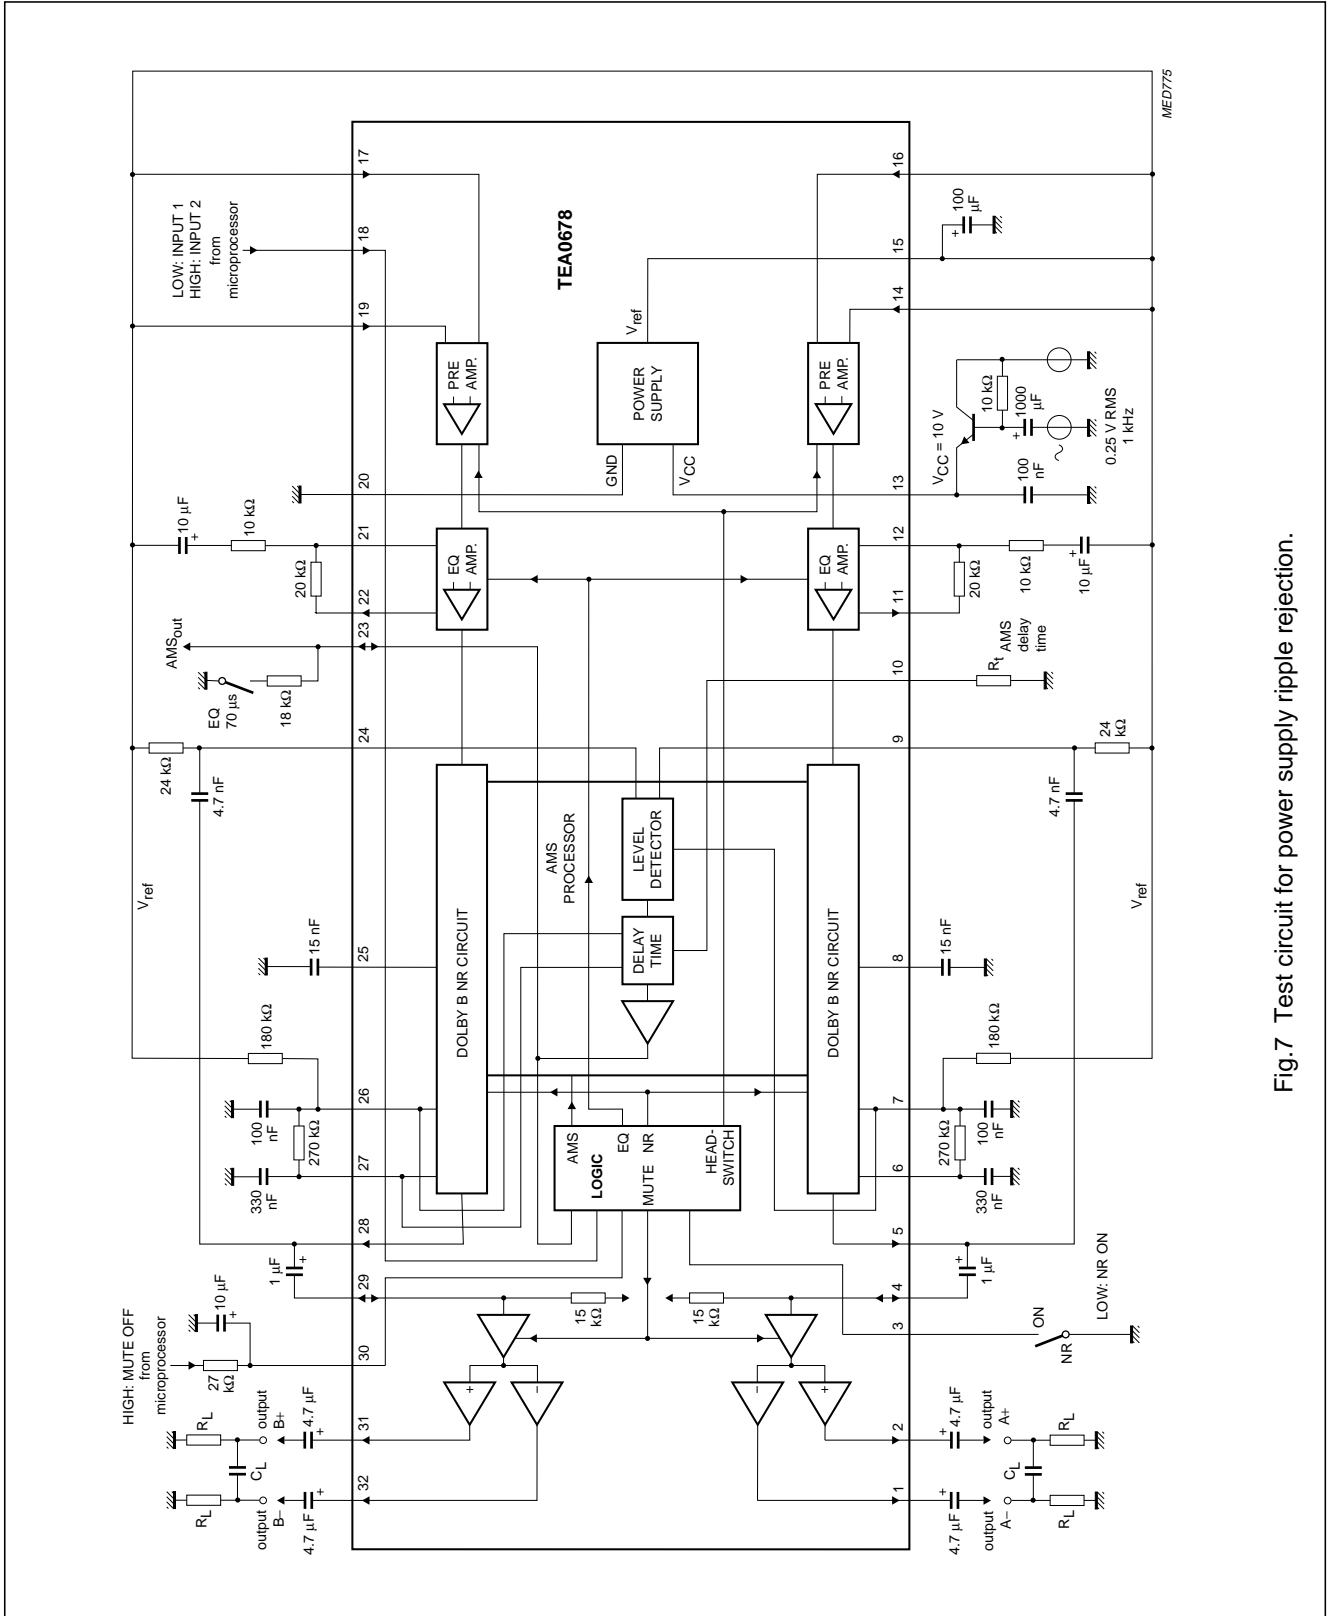 HIGH: MUTE OFF
from
microprocessor
27
kΩ
10 μF
+
1 μF
+
330
nF
270 kΩ
100
nF
180 kΩ
15 nF
Vref
4.7 nF
24 kΩ
EQ
70 μs
18 kΩ
AMSout
20 kΩ
10 kΩ
10 μF
+
LOW: INPUT 1
HIGH: INPUT 2
from
microprocessor
RL
RL
CL
output
B−
output
B+
4.7 μF
+
4.7 μF
+
32
31
30
29
28
27
26
25
24
23
22
21
20
19
18
17
TEA0678
DOLBY B NR CIRCUIT
EQ
AMP.
PRE
AMP.
+
−
15
kΩ
15
kΩ
−
+
AMS
LOGIC
EQ
MUTE NR
HEAD-
SWITCH
AMS
PROCESSOR
DELAY
TIME
LEVEL
DETECTOR
GND
VCC
POWER
SUPPLY
Vref
DOLBY B NR CIRCUIT
EQ
AMP.
PRE
AMP.
1
2
3
4
5
6
7
8
9
10
11
12
13
14
15
16
4.7 μF
+
4.7 μF
+
output
A−
output
A+
CL
RL
RL
ON
NR
LOW: NR ON
+
1 μF
330
nF
270 kΩ
100
nF
180 kΩ
15 nF
4.7 nF
24
kΩ
Vref
Rt
AMS
delay
time
20 kΩ
10 kΩ
10 μF
+
VCC = 10 V
100
nF
10 kΩ
1000
μF
+
∼
0.25 V RMS
1 kHz
100
μF
+
MED775
Fig.7 Test circuit for power supply ripple rejection.